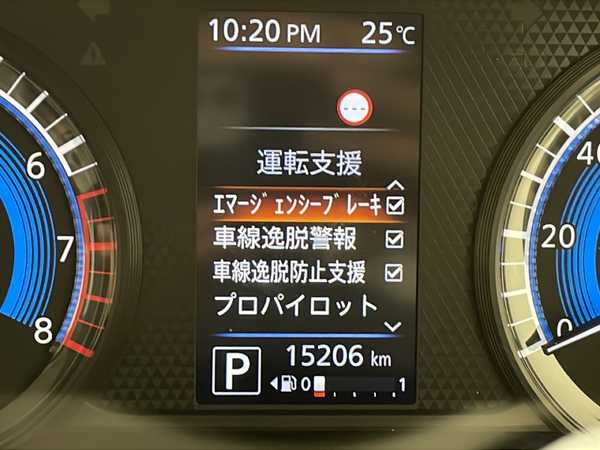 10:20 PM 25℃
---
運転支援
ｴﾏｰｼﾞｪﾝｼｰﾌﾞﾚｰｷ
車線逸脱警報
6 40
車線逸脱防止支援
7 20
プロパイロット
8 0
P 15206 km
0 1